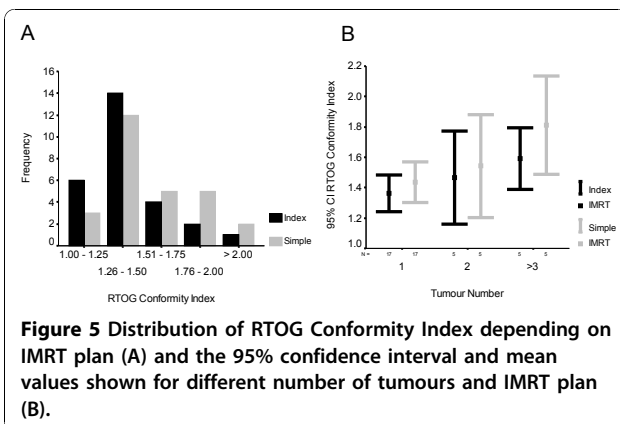 A
B
16
14
12
10
8
6
4
2
0
Frequency
1.00 - 1.25
1.51 - 1.75
> 2.00
1.26 - 1.50
1.76 - 2.00
RTOG Conformity Index
Index
Simple
2.2
2.0
1.8
1.6
1.4
1.2
1.0
95% CI RTOG Conformity Index
N = 17 17 5 5 5 5
1 2 >3
Tumour Number
Index
IMRT
Simple
IMRT
Figure 5 Distribution of RTOG Conformity Index depending on
IMRT plan (A) and the 95% confidence interval and mean
values shown for different number of tumours and IMRT plan
(B).